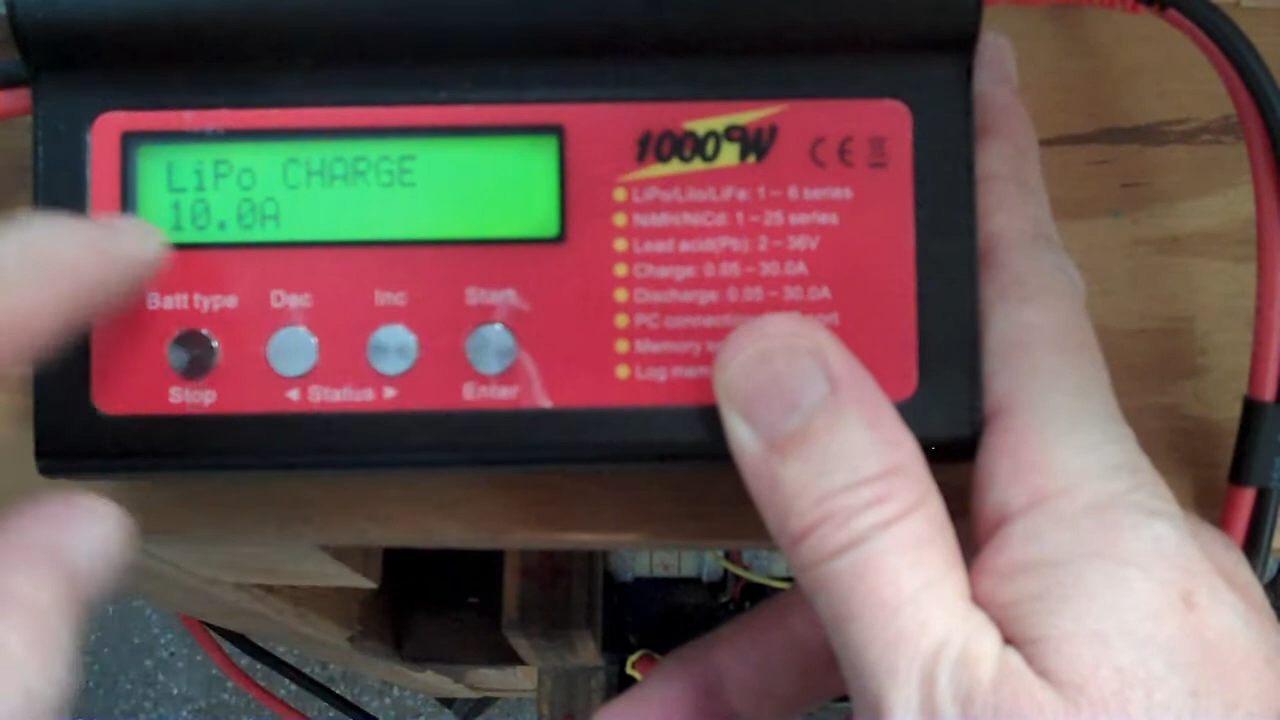 LiPo CHARGE
10.0A
Batt type Dec Inc Start
Stop ◄ Status ► Enter
1000W CE
LiPo/LiIo/LiFe: 1 – 6 series
NiMH/NiCd: 1 – 25 series
Lead acid(Pb): 2 – 36V
Charge: 0.05 – 30.0A
Discharge: 0.05 – 30.0A
PC connection
Memory
Log